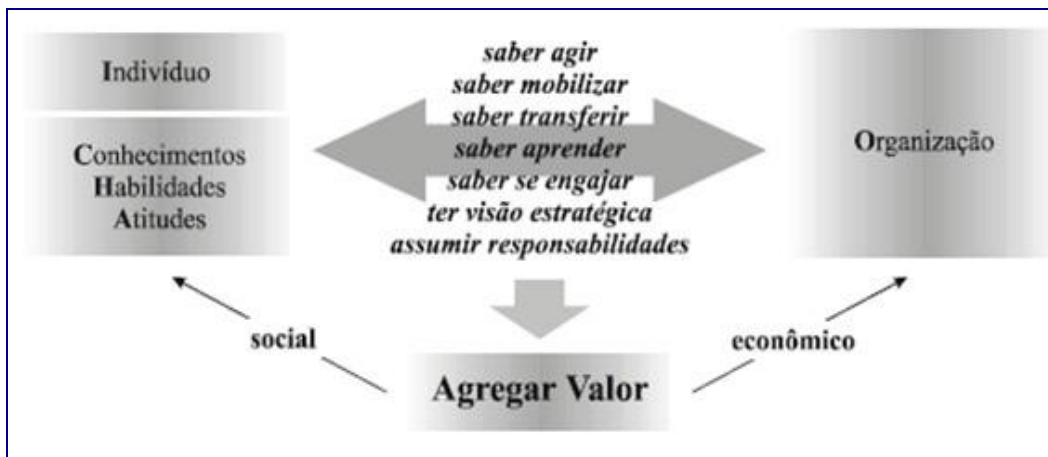 Indivíduo
Conhecimentos
Habilidades
Atitudes
saber agir
saber mobilizar
saber transferir
saber aprender
saber se engajar
ter visão estratégica
assumir responsabilidades
Organização
social
econômico
Agregar Valor